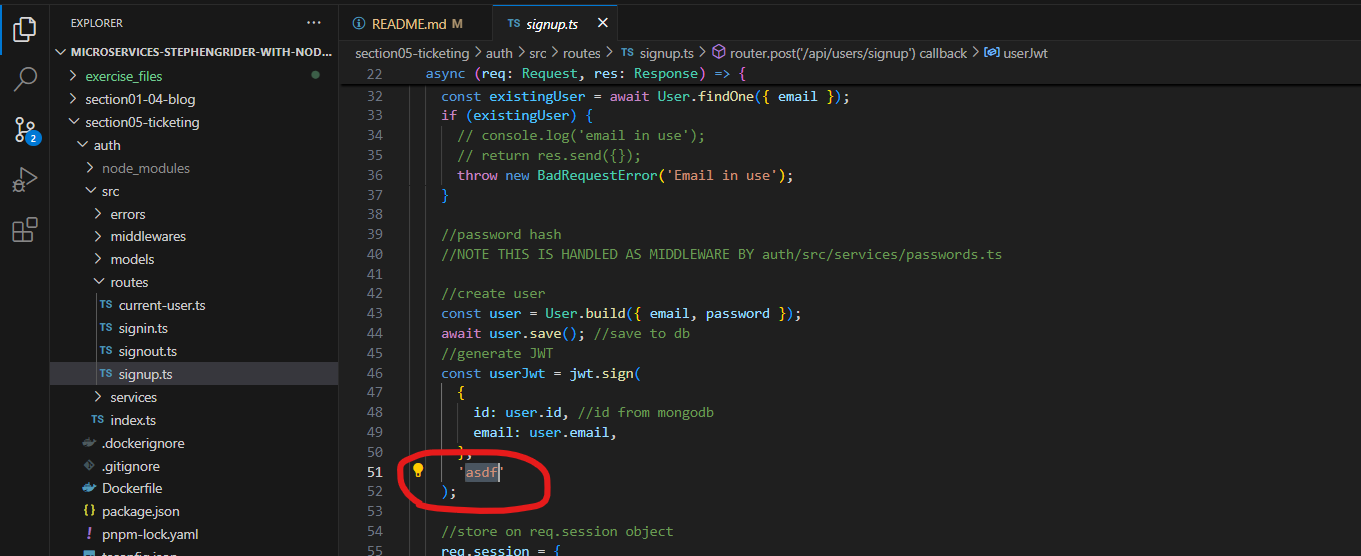 EXPLORER
···
MICROSERVICES-STEPHENGRIDER-WITH-NOD...
exercise_files
section01-04-blog
section05-ticketing
auth
node_modules
src
errors
middlewares
models
routes
TS current-user.ts
TS signin.ts
TS signout.ts
TS signup.ts
services
TS index.ts
.dockerignore
.gitignore
Dockerfile
{} package.json
! pnpm-lock.yaml
tsconfig.json
2
README.md M
TS signup.ts
section05-ticketing > auth > src > routes > TS signup.ts > router.post('/api/users/signup') callback > userJwt
22 async (req: Request, res: Response) => {
32 const existingUser = await User.findOne({ email });
33 if (existingUser) {
34 // console.log('email in use');
35 // return res.send({});
36 throw new BadRequestError('Email in use');
37 }
38
39 //password hash
40 //NOTE THIS IS HANDLED AS MIDDLEWARE BY auth/src/services/passwords.ts
41
42 //create user
43 const user = User.build({ email, password });
44 await user.save(); //save to db
45 //generate JWT
46 const userJwt = jwt.sign(
47 {
48 id: user.id, //id from mongodb
49 email: user.email,
50 },
51 'asdf'
52 );
53
54 //store on req.session object
55 req.session = {